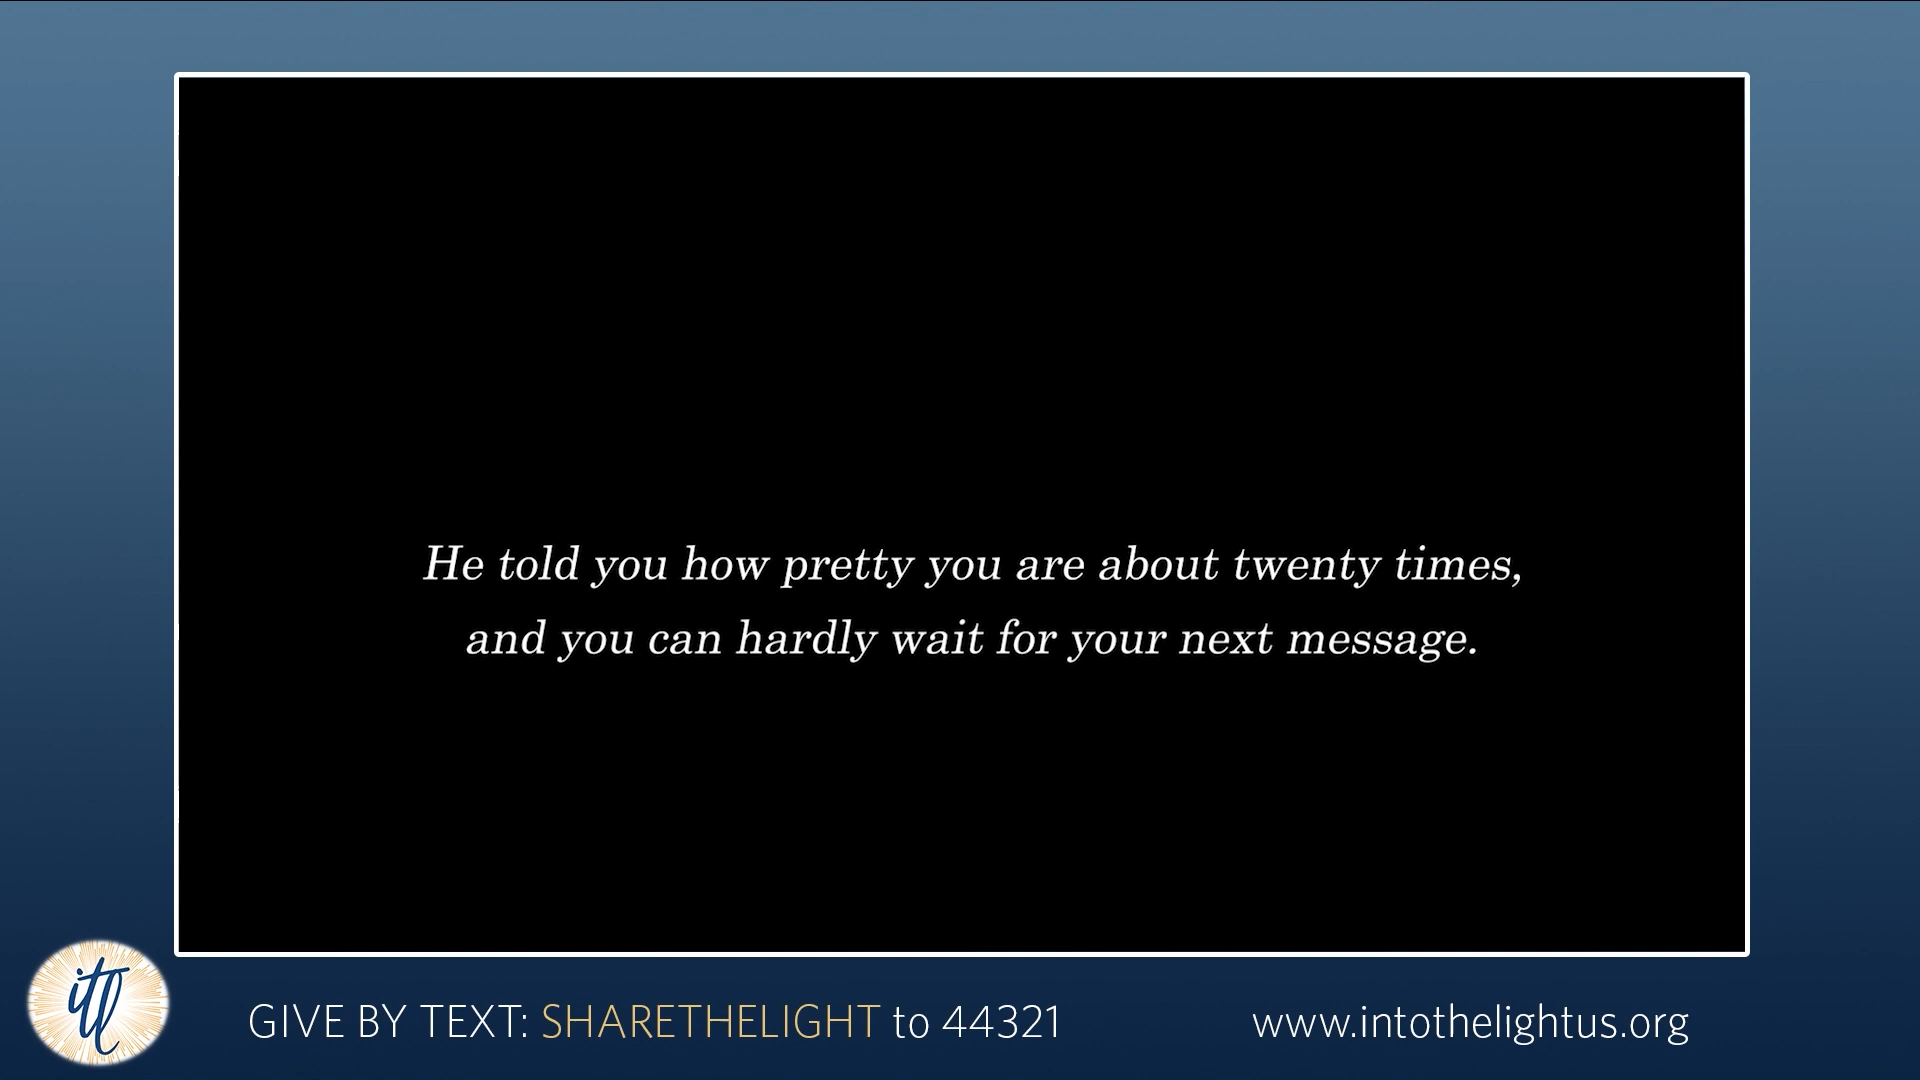 He told you how pretty you are about twenty times,
and you can hardly wait for your next message.
itl
GIVE BY TEXT: SHARETHELIGHT to 44321
www.intothelightus.org